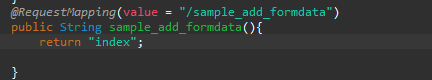 @RequestMapping(value = "/sample_add_formdata")
public String sample_add_formdata(){
return "index";
}